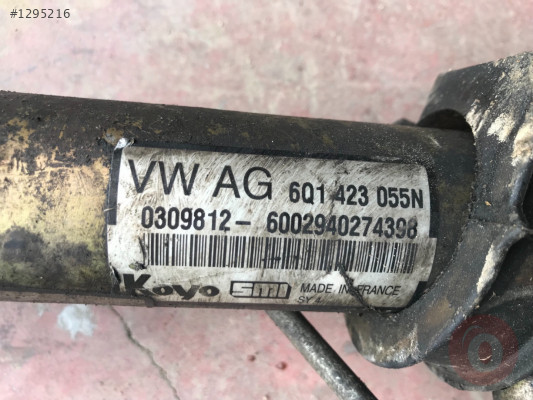 #1295216
VW AG 6Q1 423 055N
0309812- 6002940274398
Koyo SMI MADE IN FRANCE